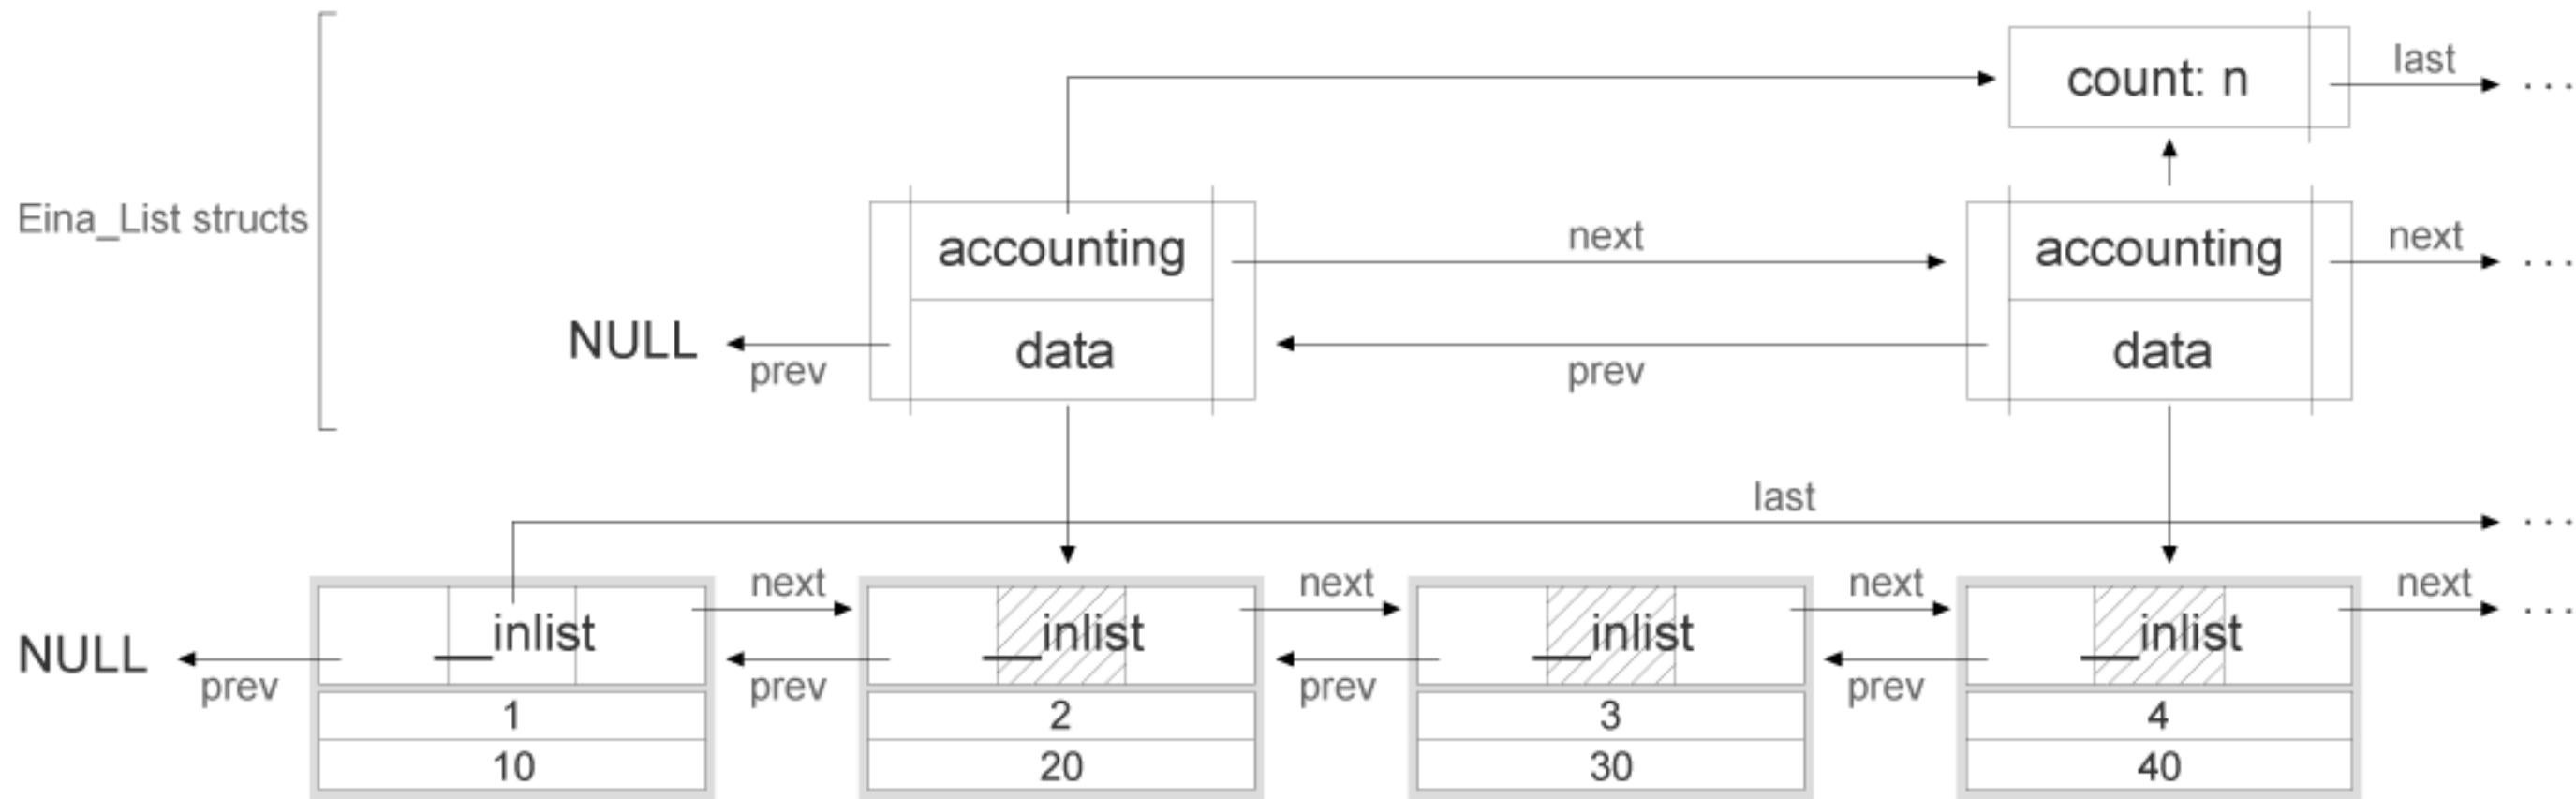 count: n
last
...
Eina_List structs
accounting
next
accounting
next
...
NULL
prev
data
prev
data
last
...
next
next
next
next
...
NULL
prev
__inlist
prev
__inlist
prev
__inlist
prev
__inlist
1
2
3
4
10
20
30
40